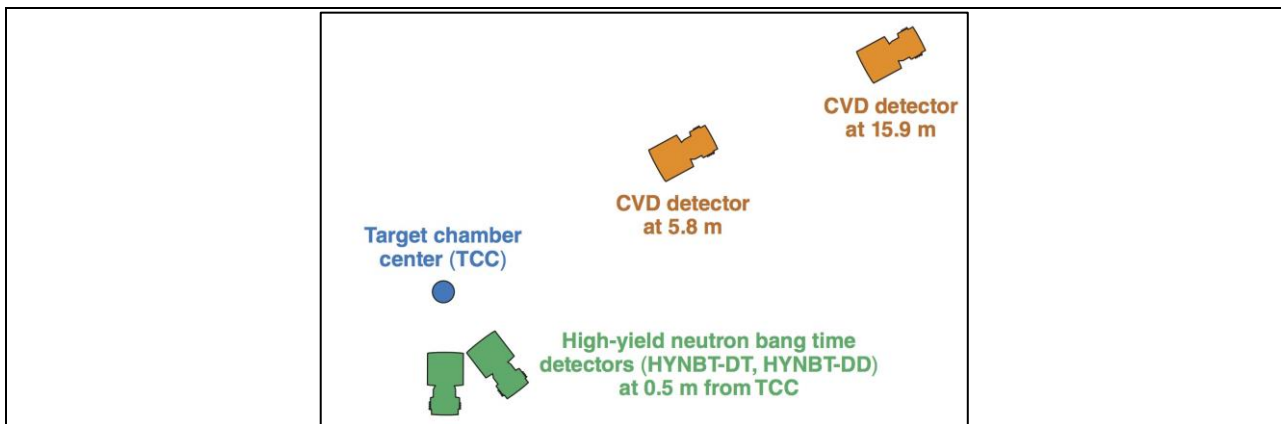 CVD detector
at 15.9 m
CVD detector
at 5.8 m
Target chamber
center (TCC)
High-yield neutron bang time
detectors (HYNBT-DT, HYNBT-DD)
at 0.5 m from TCC